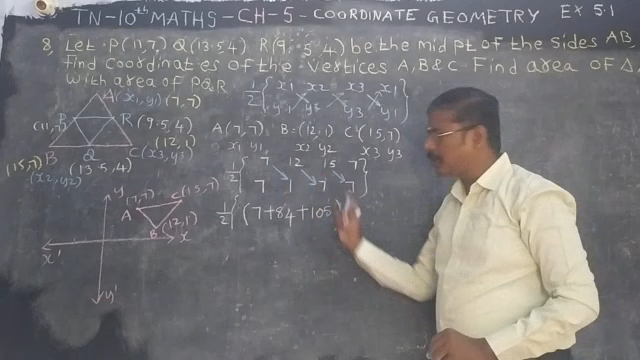 TN-10th MATHS-CH-5-COORDINATE GEOMETRY EX 5.1
8, Let P(11,7) Q(13.5,4) R(9.5,4) be the mid pt of the sides AB
find coordinates of the vertices A,B & C. Find area of Δ
with area of PQR
A(x1,y1)(7,7)
P (11,7)
R (9.5,4)
(12,1)
C(x3,y3)
(15,7) B
(x2,y2)
Q (13.5,4)
1/2 { x1 x2 x3 x1
y1 y2 y3 y1 }
A(7,7) B=(12,1) C(15,7)
x1 y1 x2 y2 x3 y3
1/2 { 7 12 15 7
7 1 7 7 }
1/2 { (7+84+105)
y
(7,7) C(15,7)
A
B (12,1)
x' x
y'